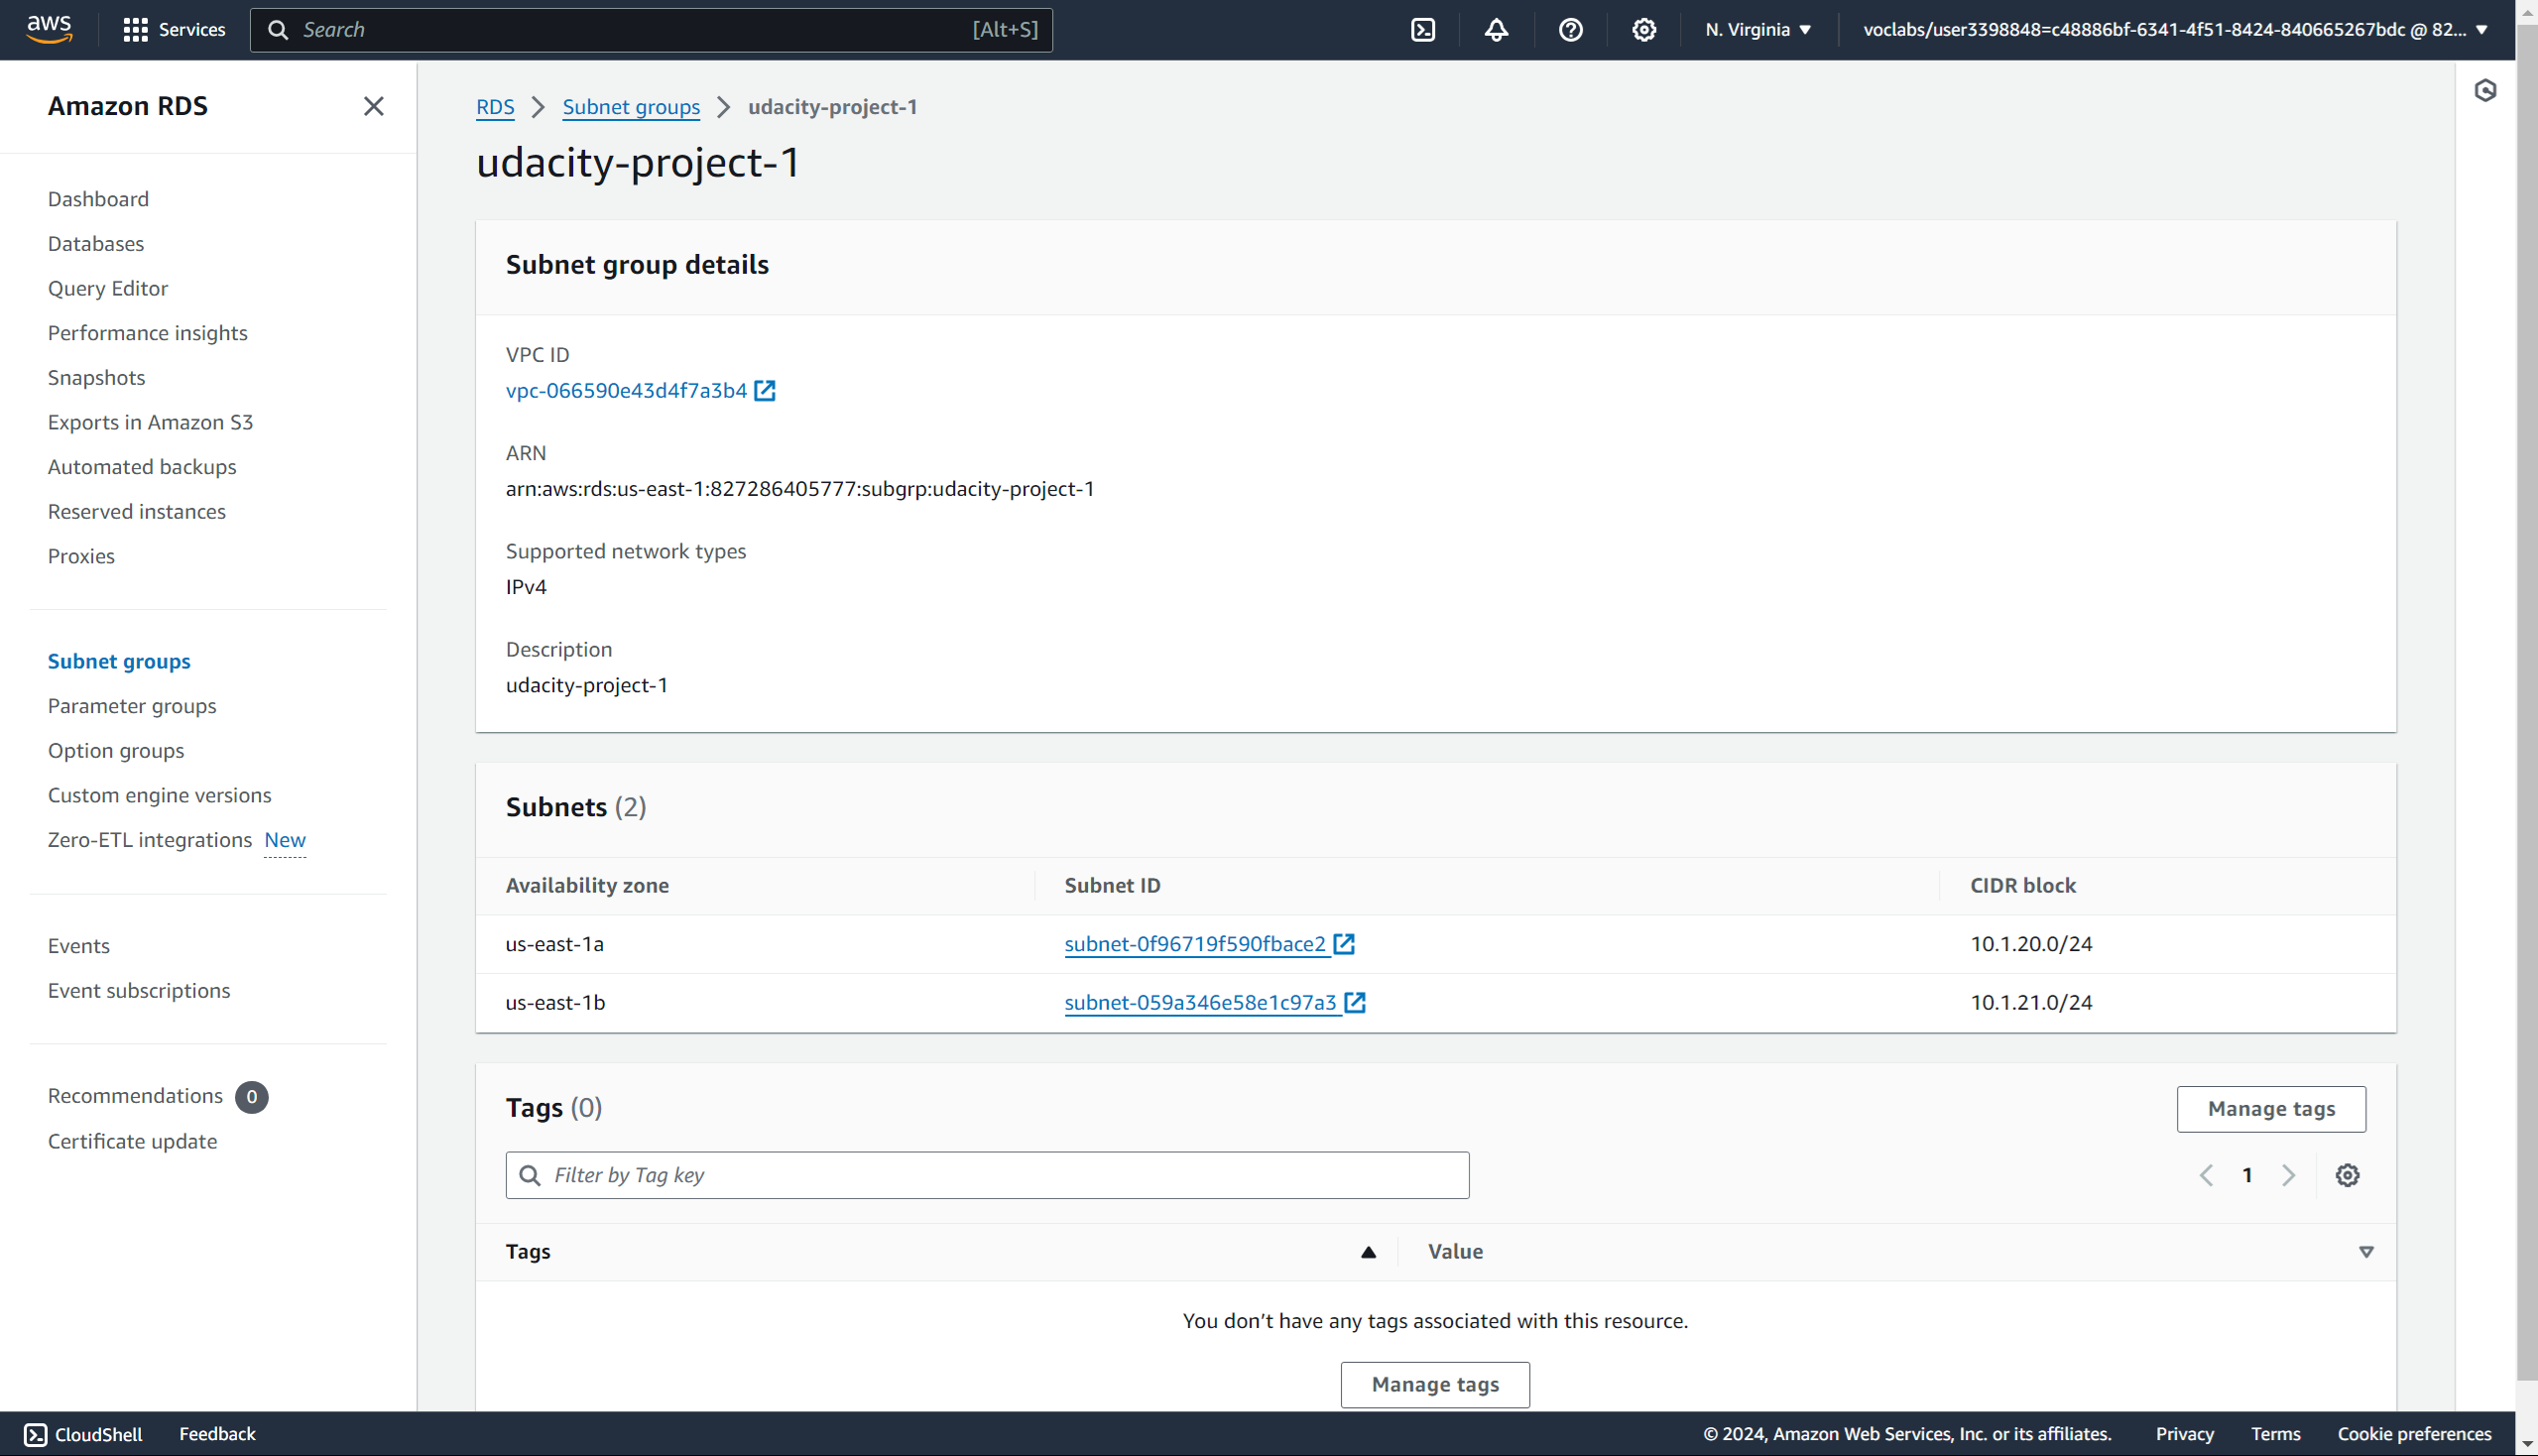 aws
Services
Search [Alt+S]
N. Virginia
voclabs/user3398848=c48886bf-6341-4f51-8424-840665267bdc @ 82...
Amazon RDS
Dashboard
Databases
Query Editor
Performance insights
Snapshots
Exports in Amazon S3
Automated backups
Reserved instances
Proxies
Subnet groups
Parameter groups
Option groups
Custom engine versions
Zero-ETL integrations New
Events
Event subscriptions
Recommendations 0
Certificate update
RDS > Subnet groups > udacity-project-1
udacity-project-1
Subnet group details
VPC ID
vpc-066590e43d4f7a3b4
ARN
arn:aws:rds:us-east-1:827286405777:subgrp:udacity-project-1
Supported network types
IPv4
Description
udacity-project-1
Subnets (2)
Availability zone Subnet ID CIDR block
us-east-1a subnet-0f96719f590fbace2 10.1.20.0/24
us-east-1b subnet-059a346e58e1c97a3 10.1.21.0/24
Tags (0)
Manage tags
Filter by Tag key
1
Tags Value
You don't have any tags associated with this resource.
Manage tags
CloudShell Feedback
© 2024, Amazon Web Services, Inc. or its affiliates. Privacy Terms Cookie preferences